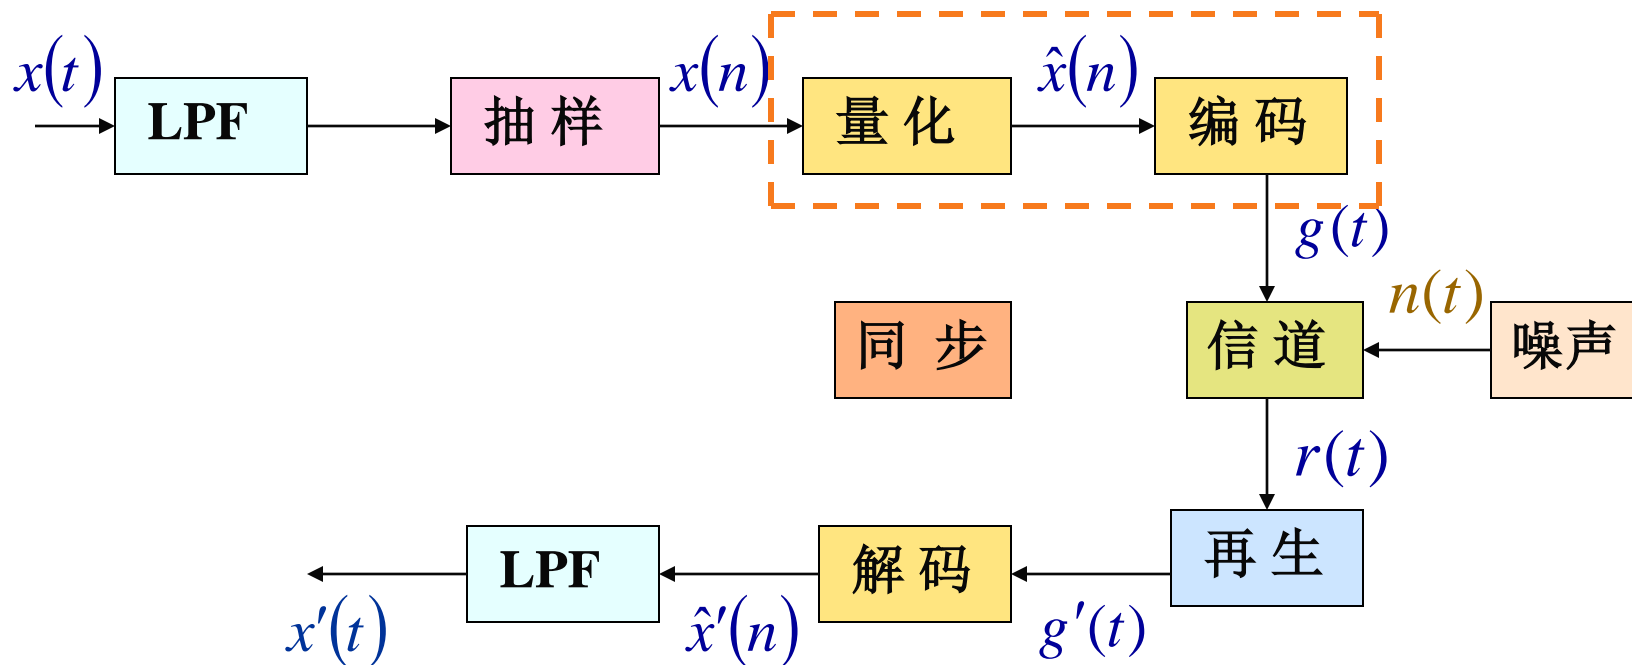 x(t)
LPF
抽样
x(n)
量化
x̂(n)
编码
g(t)
同步
信道
n(t)
噪声
r(t)
再生
g′(t)
解码
x̂′(n)
LPF
x′(t)